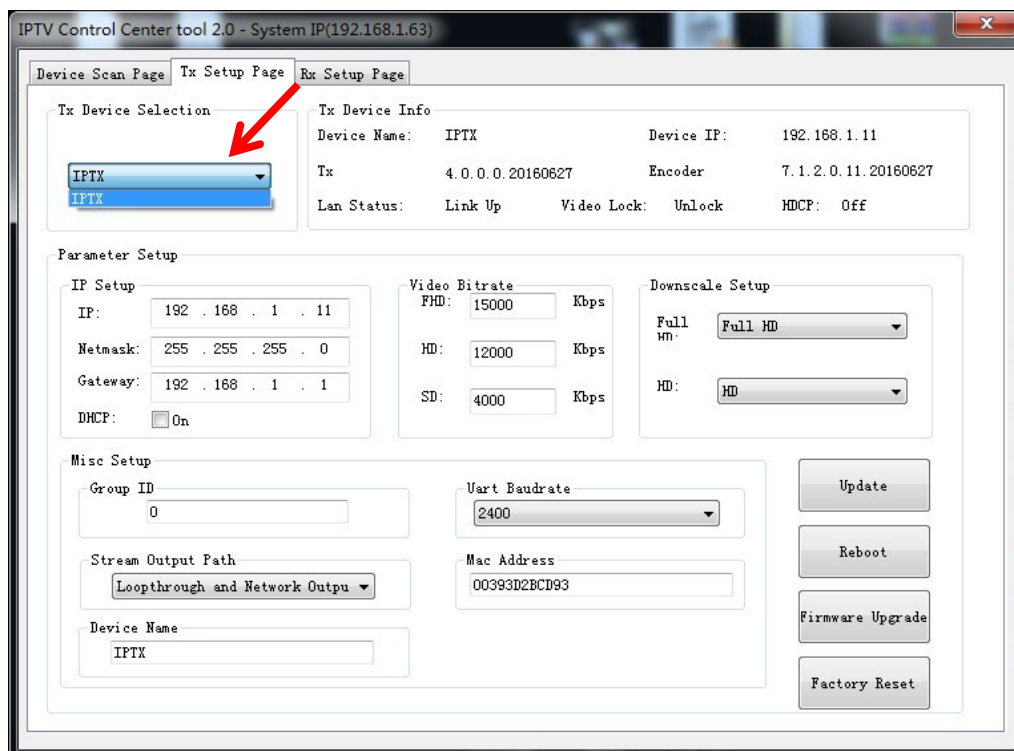 IPTV Control Center tool 2.0 - System IP(192.168.1.63)
Device Scan Page Tx Setup Page Rx Setup Page
Tx Device Selection
IPTX
IPTX
Tx Device Info
Device Name: IPTX Device IP: 192.168.1.11
Tx 4.0.0.0.20160627 Encoder 7.1.2.0.11.20160627
Lan Status: Link Up Video Lock: Unlock HDCP: Off
Parameter Setup
IP Setup
IP: 192 . 168 . 1 . 11
Netmask: 255 . 255 . 255 . 0
Gateway: 192 . 168 . 1 . 1
DHCP: On
Video Bitrate
FHD: 15000 Kbps
HD: 12000 Kbps
SD: 4000 Kbps
Downscale Setup
Full HD: Full HD
HD: HD
Misc Setup
Group ID
0
Uart Baudrate
2400
Stream Output Path
Loopthrough and Network Outpu
Mac Address
00393D2BCD93
Device Name
IPTX
Update
Reboot
Firmware Upgrade
Factory Reset